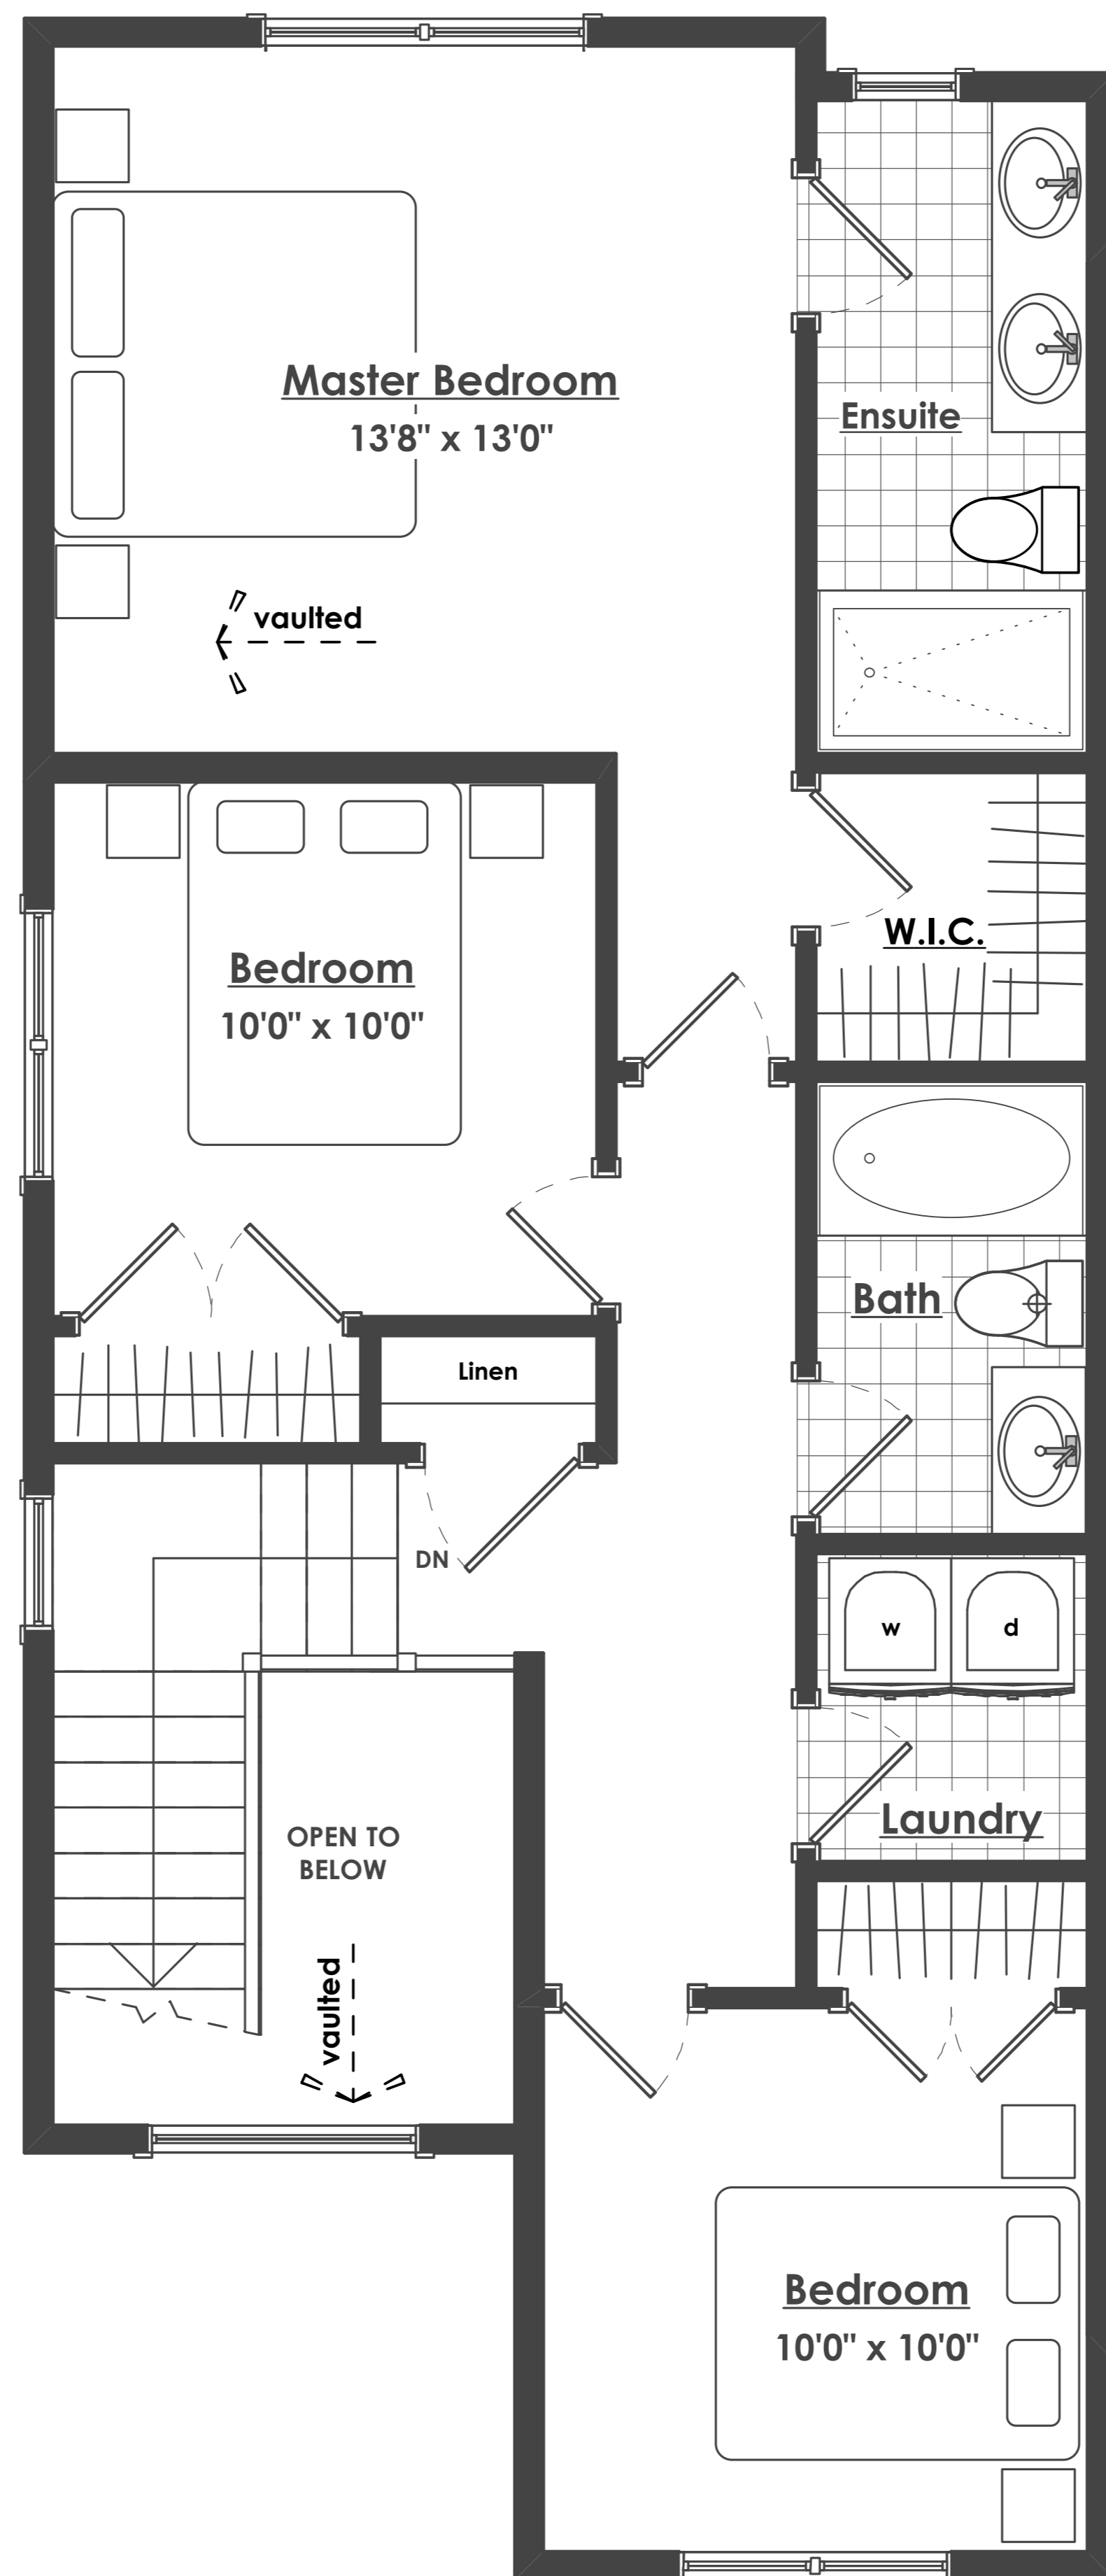 Master Bedroom
13'8" x 13'0"
Ensuite
vaulted
W.I.C.
Bedroom
10'0" x 10'0"
Bath
Linen
DN
w
d
Laundry
OPEN TO
BELOW
vaulted
Bedroom
10'0" x 10'0"